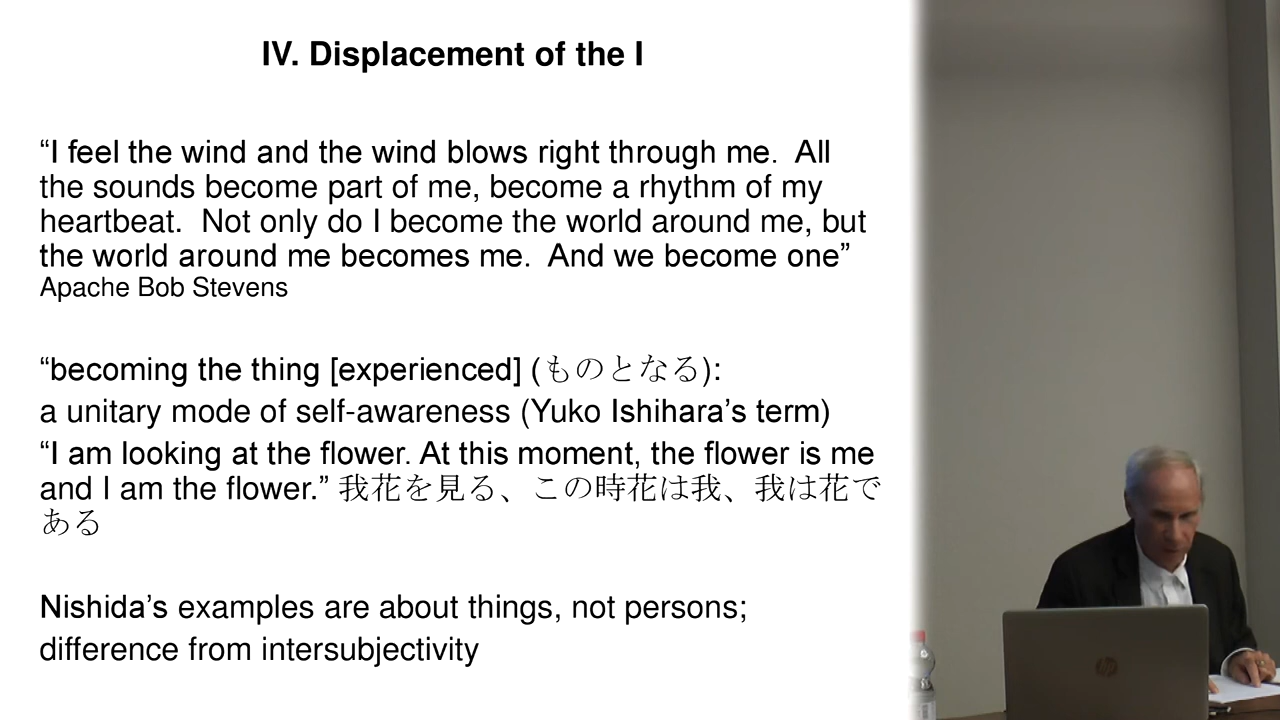 IV. Displacement of the I
“I feel the wind and the wind blows right through me.  All
the sounds become part of me, become a rhythm of my
heartbeat.  Not only do I become the world around me, but
the world around me becomes me.  And we become one”
Apache Bob Stevens
“becoming the thing [experienced] (ものとなる):
a unitary mode of self-awareness (Yuko Ishihara’s term)
“I am looking at the flower. At this moment, the flower is me
and I am the flower.” 我花を見る、この時花は我、我は花で
ある
Nishida’s examples are about things, not persons;
difference from intersubjectivity
hp